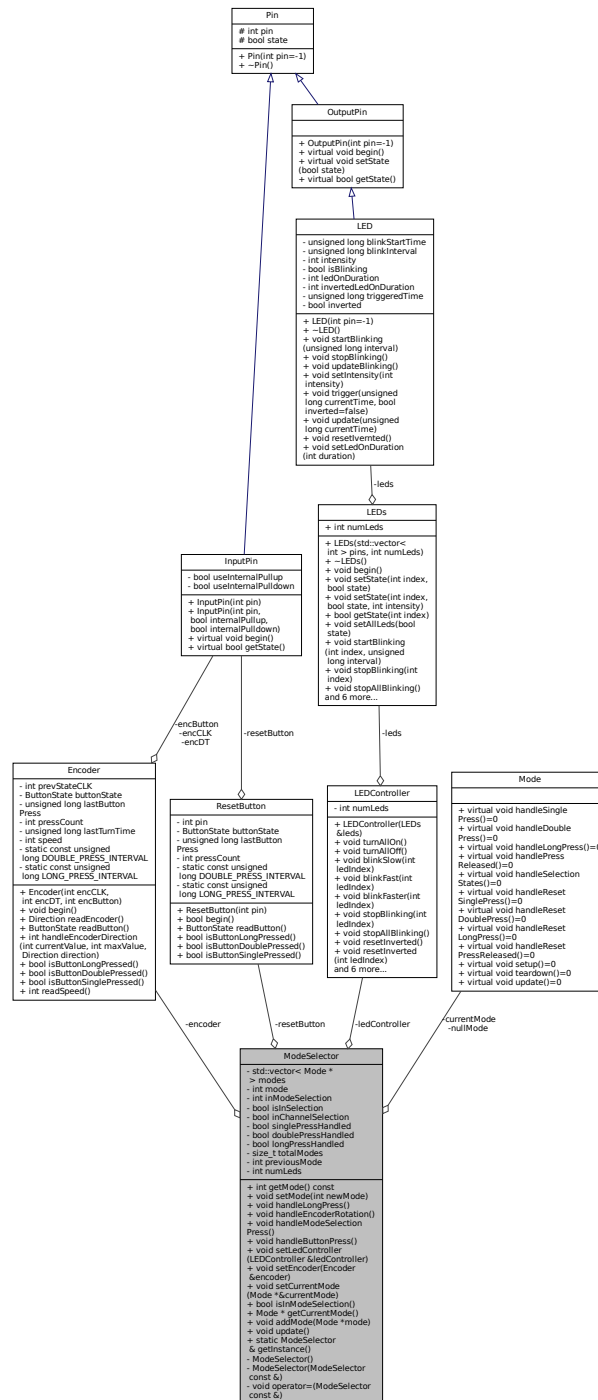 Pin
# int pin
# bool state
+ Pin(int pin=-1)
+ ~Pin()
OutputPin
+ OutputPin(int pin=-1)
+ virtual void begin()
+ virtual void setState
(bool state)
+ virtual bool getState()
LED
- unsigned long blinkStartTime
- unsigned long blinkInterval
- int intensity
- bool isBlinking
- int ledOnDuration
- int invertedLedOnDuration
- unsigned long triggeredTime
- bool inverted
+ LED(int pin=-1)
+ ~LED()
+ void startBlinking
(unsigned long interval)
+ void stopBlinking()
+ void updateBlinking()
+ void setIntensity(int
intensity)
+ void trigger(unsigned
long currentTime, bool
inverted=false)
+ void update(unsigned
long currentTime)
+ void resetIvernted()
+ void setLedOnDuration
(int duration)
-leds
LEDs
+ int numLeds
+ LEDs(std::vector<
int > pins, int numLeds)
+ ~LEDs()
+ void begin()
+ void setState(int index,
bool state)
+ void setState(int index,
bool state, int intensity)
+ bool getState(int index)
+ void setAllLeds(bool
state)
+ void startBlinking
(int index, unsigned
long interval)
+ void stopBlinking(int
index)
+ void stopAllBlinking()
and 6 more...
InputPin
- bool useInternalPullup
- bool useInternalPulldown
+ InputPin(int pin)
+ InputPin(int pin,
bool internalPullup,
bool internalPulldown)
+ virtual void begin()
+ virtual bool getState()
-encButton
-encCLK
-encDT
-resetButton
-leds
Encoder
- int prevStateCLK
- ButtonState buttonState
- unsigned long lastButton
Press
- int pressCount
- unsigned long lastTurnTime
- int speed
- static const unsigned
long DOUBLE_PRESS_INTERVAL
- static const unsigned
long LONG_PRESS_INTERVAL
+ Encoder(int encCLK,
int encDT, int encButton)
+ void begin()
+ Direction readEncoder()
+ ButtonState readButton()
+ int handleEncoderDirection
(int currentValue, int maxValue,
Direction direction)
+ bool isButtonLongPressed()
+ bool isButtonDoublePressed()
+ bool isButtonSinglePressed()
+ int readSpeed()
ResetButton
- int pin
- ButtonState buttonState
- unsigned long lastButton
Press
- int pressCount
- static const unsigned
long DOUBLE_PRESS_INTERVAL
- static const unsigned
long LONG_PRESS_INTERVAL
+ ResetButton(int pin)
+ void begin()
+ ButtonState readButton()
+ bool isButtonLongPressed()
+ bool isButtonDoublePressed()
+ bool isButtonSinglePressed()
LEDController
- int numLeds
+ LEDController(LEDs
&leds)
+ void turnAllOn()
+ void turnAllOff()
+ void blinkSlow(int
ledIndex)
+ void blinkFast(int
ledIndex)
+ void blinkFaster(int
ledIndex)
+ void stopBlinking(int
ledIndex)
+ void stopAllBlinking()
+ void resetInverted()
+ void resetInverted
(int ledIndex)
and 6 more...
Mode
+ virtual void handleSingle
Press()=0
+ virtual void handleDouble
Press()=0
+ virtual void handleLongPress()=0
+ virtual void handlePress
Released()=0
+ virtual void handleSelection
States()=0
+ virtual void handleReset
SinglePress()=0
+ virtual void handleReset
DoublePress()=0
+ virtual void handleReset
LongPress()=0
+ virtual void handleReset
PressReleased()=0
+ virtual void setup()=0
+ virtual void teardown()=0
+ virtual void update()=0
-encoder
-resetButton
-ledController
-currentMode
-nullMode
ModeSelector
- std::vector< Mode *
> modes
- int mode
- int inModeSelection
- bool isInSelection
- bool inChannelSelection
- bool singlePressHandled
- bool doublePressHandled
- bool longPressHandled
- size_t totalModes
- int previousMode
- int numLeds
+ int getMode() const
+ void setMode(int newMode)
+ void handleLongPress()
+ void handleEncoderRotation()
+ void handleModeSelection
Press()
+ void handleButtonPress()
+ void setLedController
(LEDController &ledController)
+ void setEncoder(Encoder
&encoder)
+ void setCurrentMode
(Mode *&currentMode)
+ bool isInModeSelection()
+ Mode * getCurrentMode()
+ void addMode(Mode *mode)
+ void update()
+ static ModeSelector
& getInstance()
- ModeSelector()
- ModeSelector(ModeSelector
const &)
- void operator=(ModeSelector
const &)